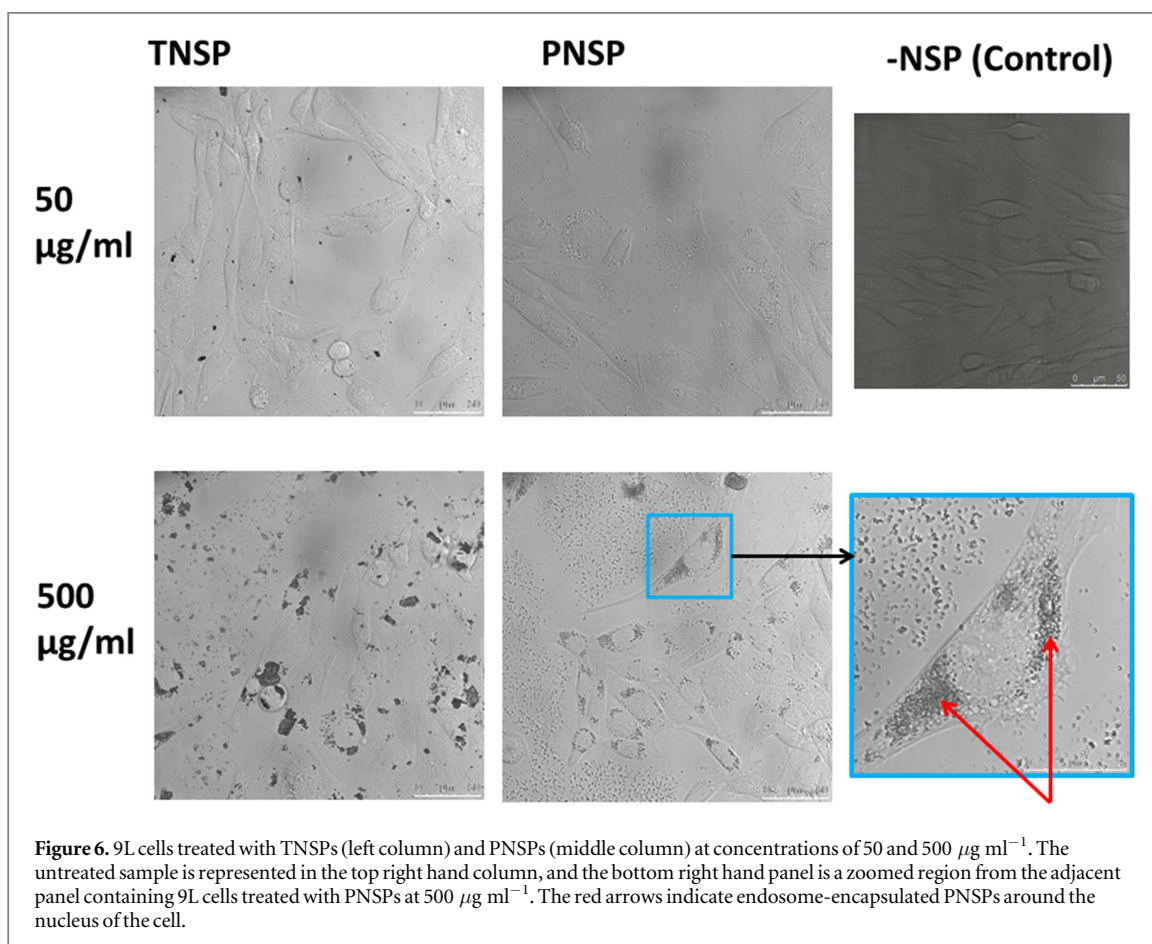 TNSP PNSP -NSP (Control)
50
µg/ml
0 µm 50
500
µg/ml
Figure 6. 9L cells treated with TNSPs (left column) and PNSPs (middle column) at concentrations of 50 and 500 μg ml⁻¹. The
untreated sample is represented in the top right hand column, and the bottom right hand panel is a zoomed region from the adjacent
panel containing 9L cells treated with PNSPs at 500 μg ml⁻¹. The red arrows indicate endosome-encapsulated PNSPs around the
nucleus of the cell.